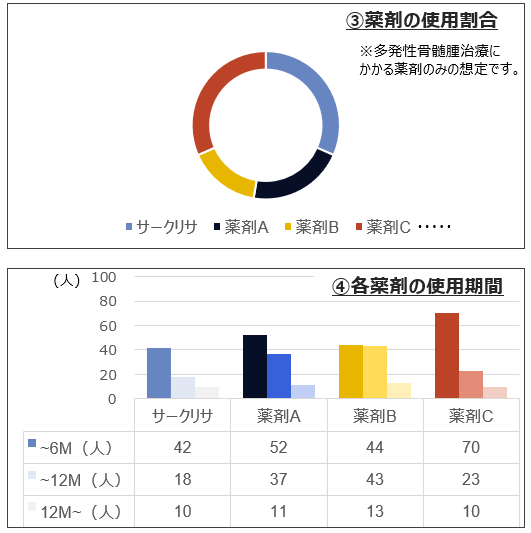 ③薬剤の使用割合
※多発性骨髄腫治療に
かかる薬剤のみの想定です。
サークリサ 薬剤A 薬剤B 薬剤C ・・・・・
④各薬剤の使用期間
(人)
100
80
60
40
20
0
サークリサ 薬剤A 薬剤B 薬剤C
~6M（人） 42 52 44 70
~12M（人） 18 37 43 23
12M~（人） 10 11 13 10